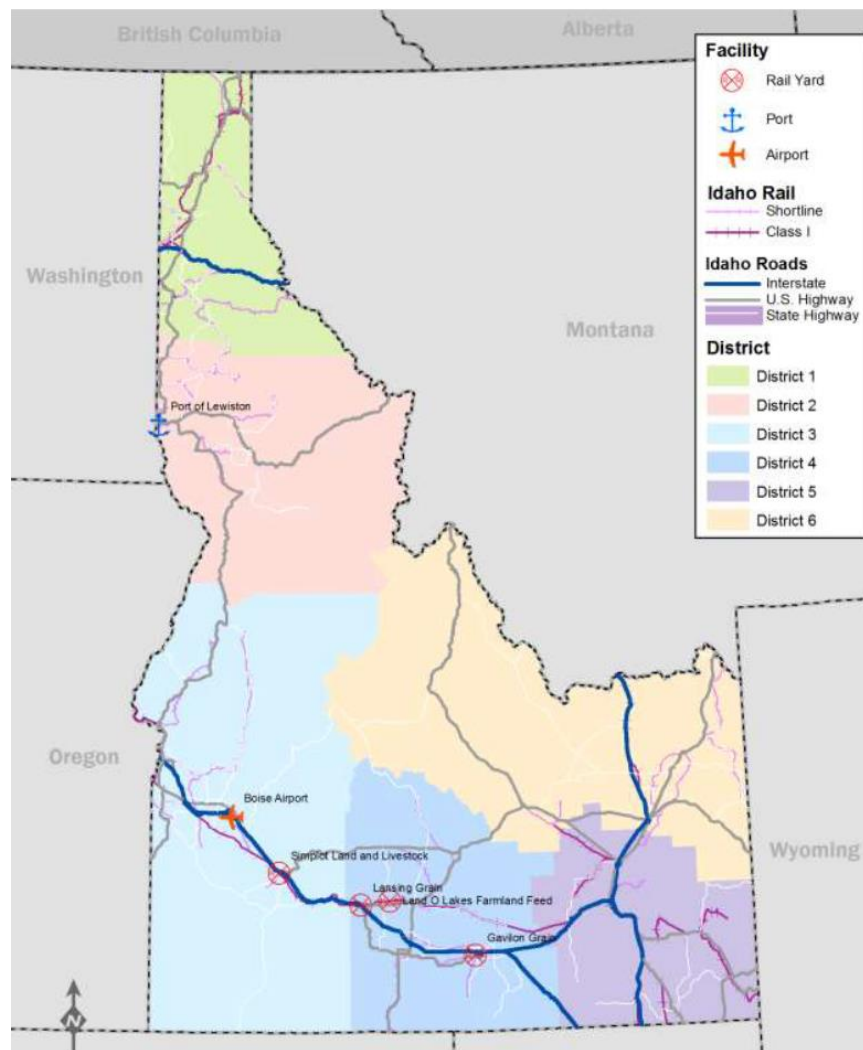 British Columbia
Alberta
Washington
Montana
Oregon
Wyoming
Port of Lewiston
Boise Airport
Simplot Land and Livestock
Lansing Grain
Land O Lakes Farmland Feed
Gavilon Grain
N
Facility
Rail Yard
Port
Airport
Idaho Rail
Shortline
Class I
Idaho Roads
Interstate
U.S. Highway
State Highway
District
District 1
District 2
District 3
District 4
District 5
District 6